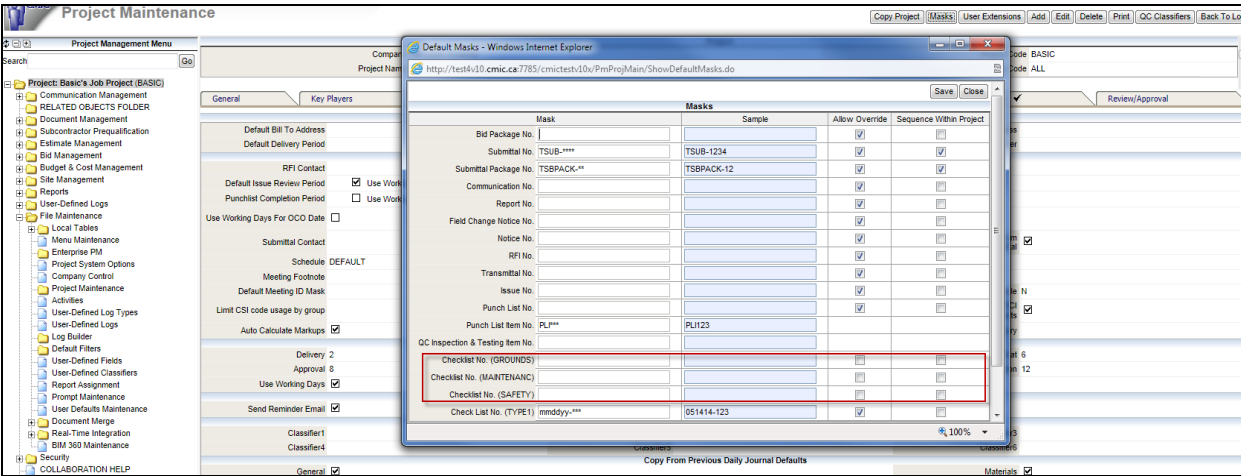 Project Maintenance
Copy Project Masks User Extensions Add Edit Delete Print QC Classifiers Back To Lo
Project Management Menu
Search Go
Project: Basic's Job Project (BASIC)
Communication Management
RELATED OBJECTS FOLDER
Document Management
Subcontractor Prequalification
Estimate Management
Bid Management
Budget & Cost Management
Site Management
Reports
User-Defined Logs
File Maintenance
Local Tables
Menu Maintenance
Enterprise PM
Project System Options
Company Control
Project Maintenance
Activities
User-Defined Log Types
User-Defined Logs
Log Builder
Default Filters
User-Defined Fields
User-Defined Classifiers
Report Assignment
Prompt Maintenance
User Defaults Maintenance
Document Merge
Real-Time Integration
BIM 360 Maintenance
Security
COLLABORATION HELP
Compan
Project Nam
Code BASIC
Code ALL
General Key Players
Review/Approval
Default Bill To Address
Default Delivery Period
RFI Contact
Default Issue Review Period Use Work
Punchlist Completion Period Use Work
Use Working Days For OCO Date
Submittal Contact
Schedule DEFAULT
Meeting Footnote
Default Meeting ID Mask
Limit CSI code usage by group
Auto Calculate Markups
Delivery 2
Approval 8
Use Working Days
Send Reminder Email
Classifier1
Classifier4
Classifier5
Classifier6
Copy From Previous Daily Journal Defaults
General
Materials
Default Masks - Windows Internet Explorer
http://test4v10.cmic.ca:7785/cmictestv10x/PmProjMain/ShowDefaultMasks.do
Save Close
Masks
Mask Sample Allow Override Sequence Within Project
Bid Package No.
Submittal No. TSUB-**** TSUB-1234
Submittal Package No. TSBPACK-** TSBPACK-12
Communication No.
Report No.
Field Change Notice No.
Notice No.
RFI No.
Transmittal No.
Issue No.
Punch List No.
Punch List Item No. PLI*** PLI123
QC Inspection & Testing Item No.
Checklist No. (GROUNDS)
Checklist No. (MAINTENANC)
Checklist No. (SAFETY)
Check List No. (TYPE1) mmddyy-*** 051414-123
100%